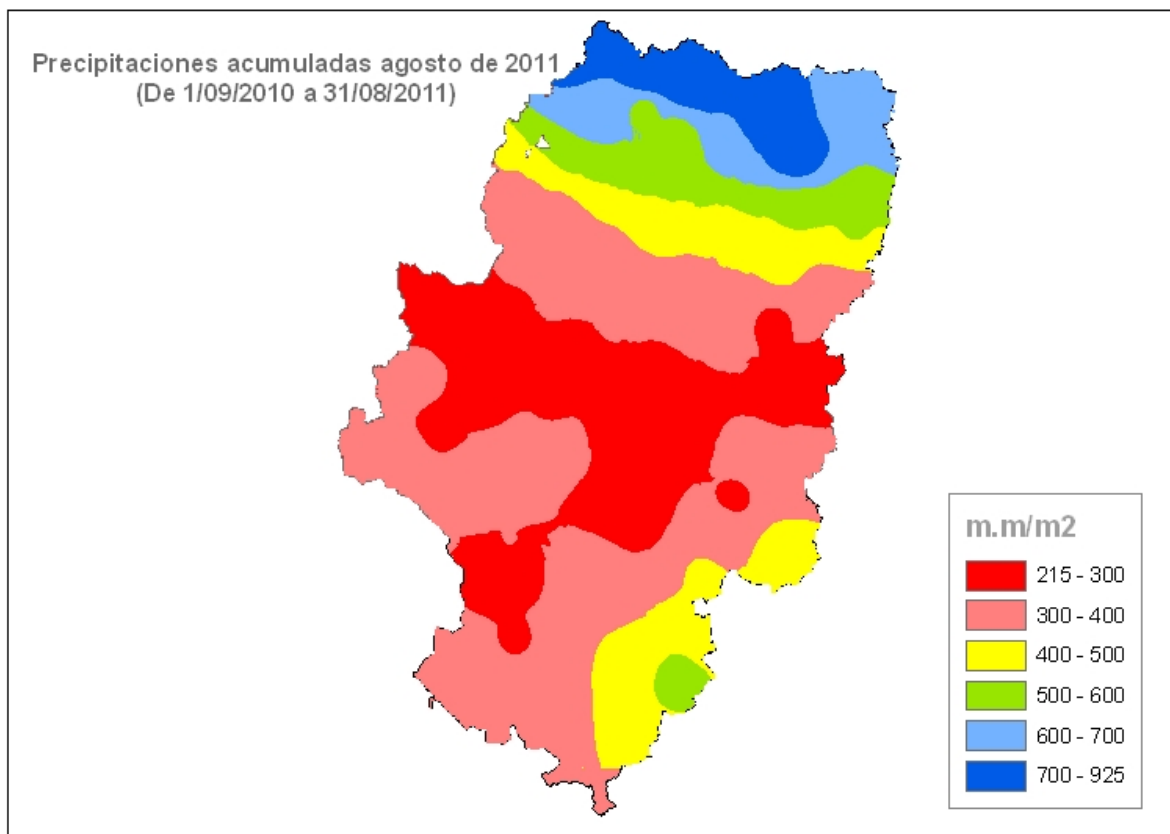 Precipitaciones acumuladas agosto de 2011
(De 1/09/2010 a 31/08/2011)
m.m/m2
215 - 300
300 - 400
400 - 500
500 - 600
600 - 700
700 - 925